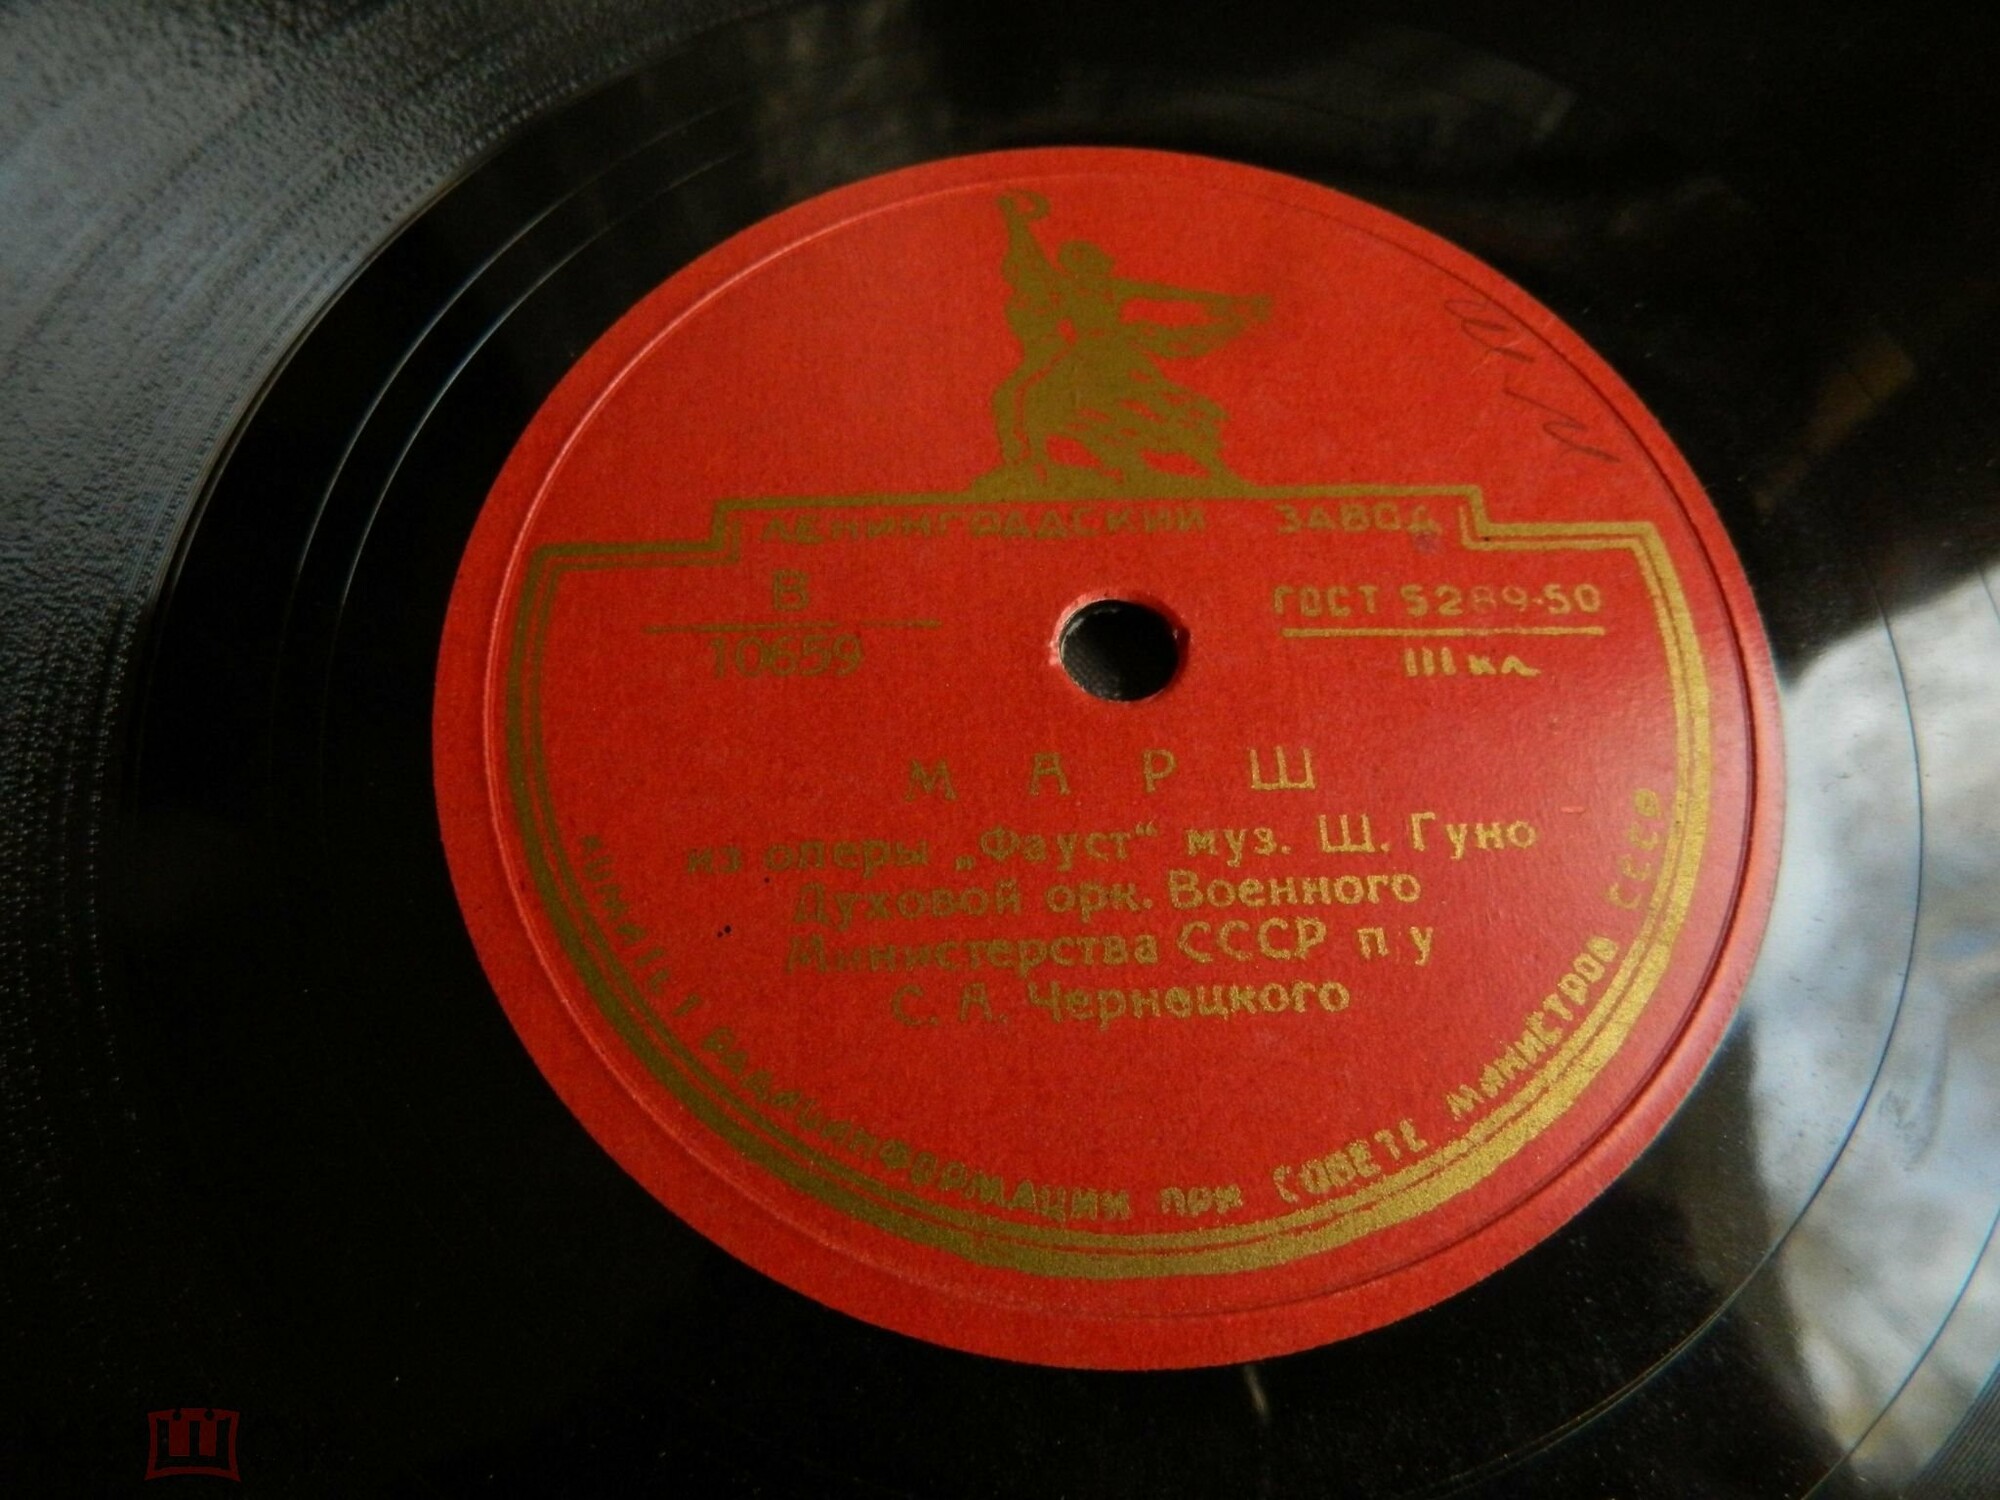 ЛЕНИНГРАДСКИЙ ЗАВОД
В
10659
ГОСТ 5289-50
III кл
МАРШ
из оперы „Фауст“ муз. Ш. Гуно
Духовой орк. Военного
Министерства СССР п/у
С. А. Чернецкого
КОМИТЕТ РАДИОИНФОРМАЦИИ при СОВЕТЕ МИНИСТРОВ СССР